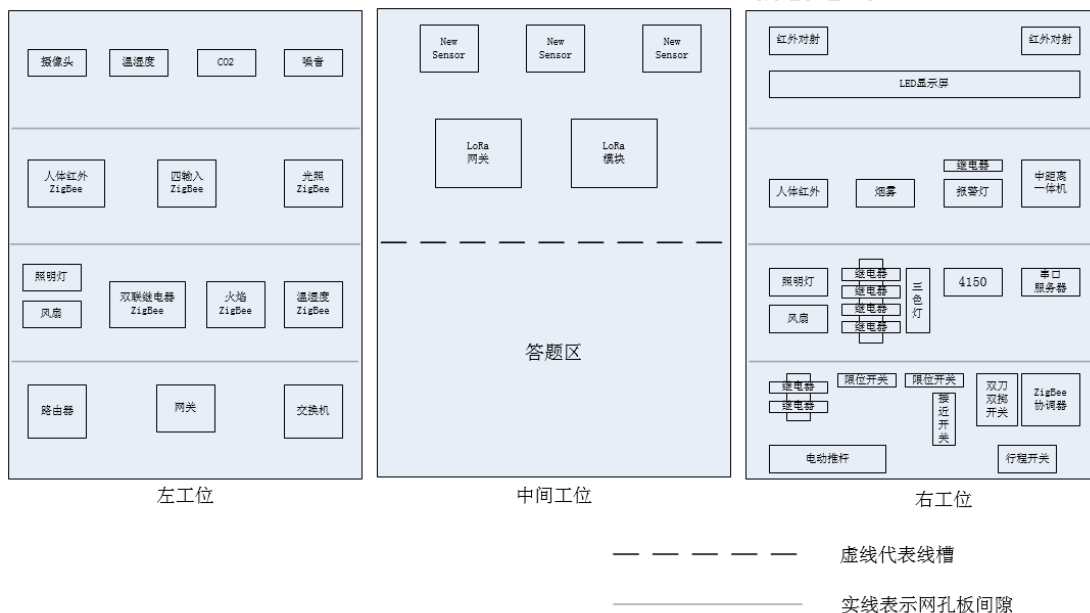 摄像头
温湿度
CO2
噪音
人体红外
ZigBee
四输入
ZigBee
光照
ZigBee
照明灯
风扇
双联继电器
ZigBee
火焰
ZigBee
温湿度
ZigBee
路由器
网关
交换机
左工位
New
Sensor
New
Sensor
New
Sensor
LoRa
网关
LoRa
模块
答题区
中间工位
红外对射
红外对射
LED显示屏
人体红外
烟雾
继电器
报警灯
中距离
一体机
照明灯
风扇
继电器
继电器
继电器
继电器
三色灯
4150
串口
服务器
继电器
继电器
限位开关
限位开关
接近开关
双刀
双掷
开关
ZigBee
协调器
电动推杆
行程开关
右工位
虚线代表线槽
实线表示网孔板间隙